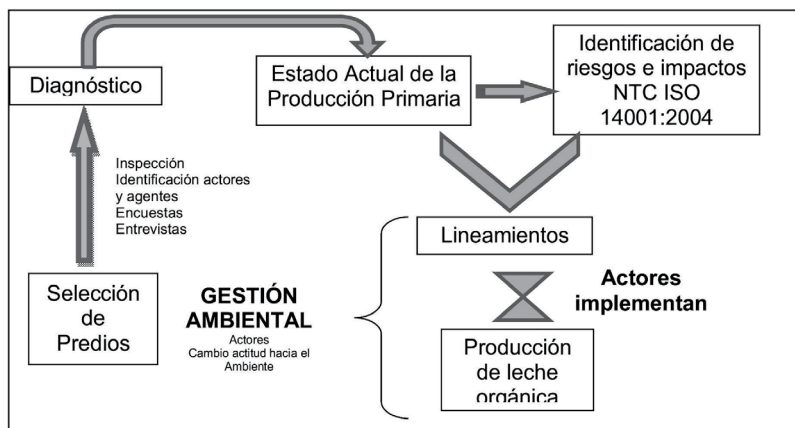 Diagnóstico
Estado Actual de la
Producción Primaria
Identificación de
riesgos e impactos
NTC ISO
14001:2004
Inspección
Identificación actores
y agentes
Encuestas
Entrevistas
Lineamientos
Selección
de
Predios
GESTIÓN
AMBIENTAL
Actores
Cambio actitud hacia el
Ambiente
Actores
implementan
Producción
de leche
orgánica